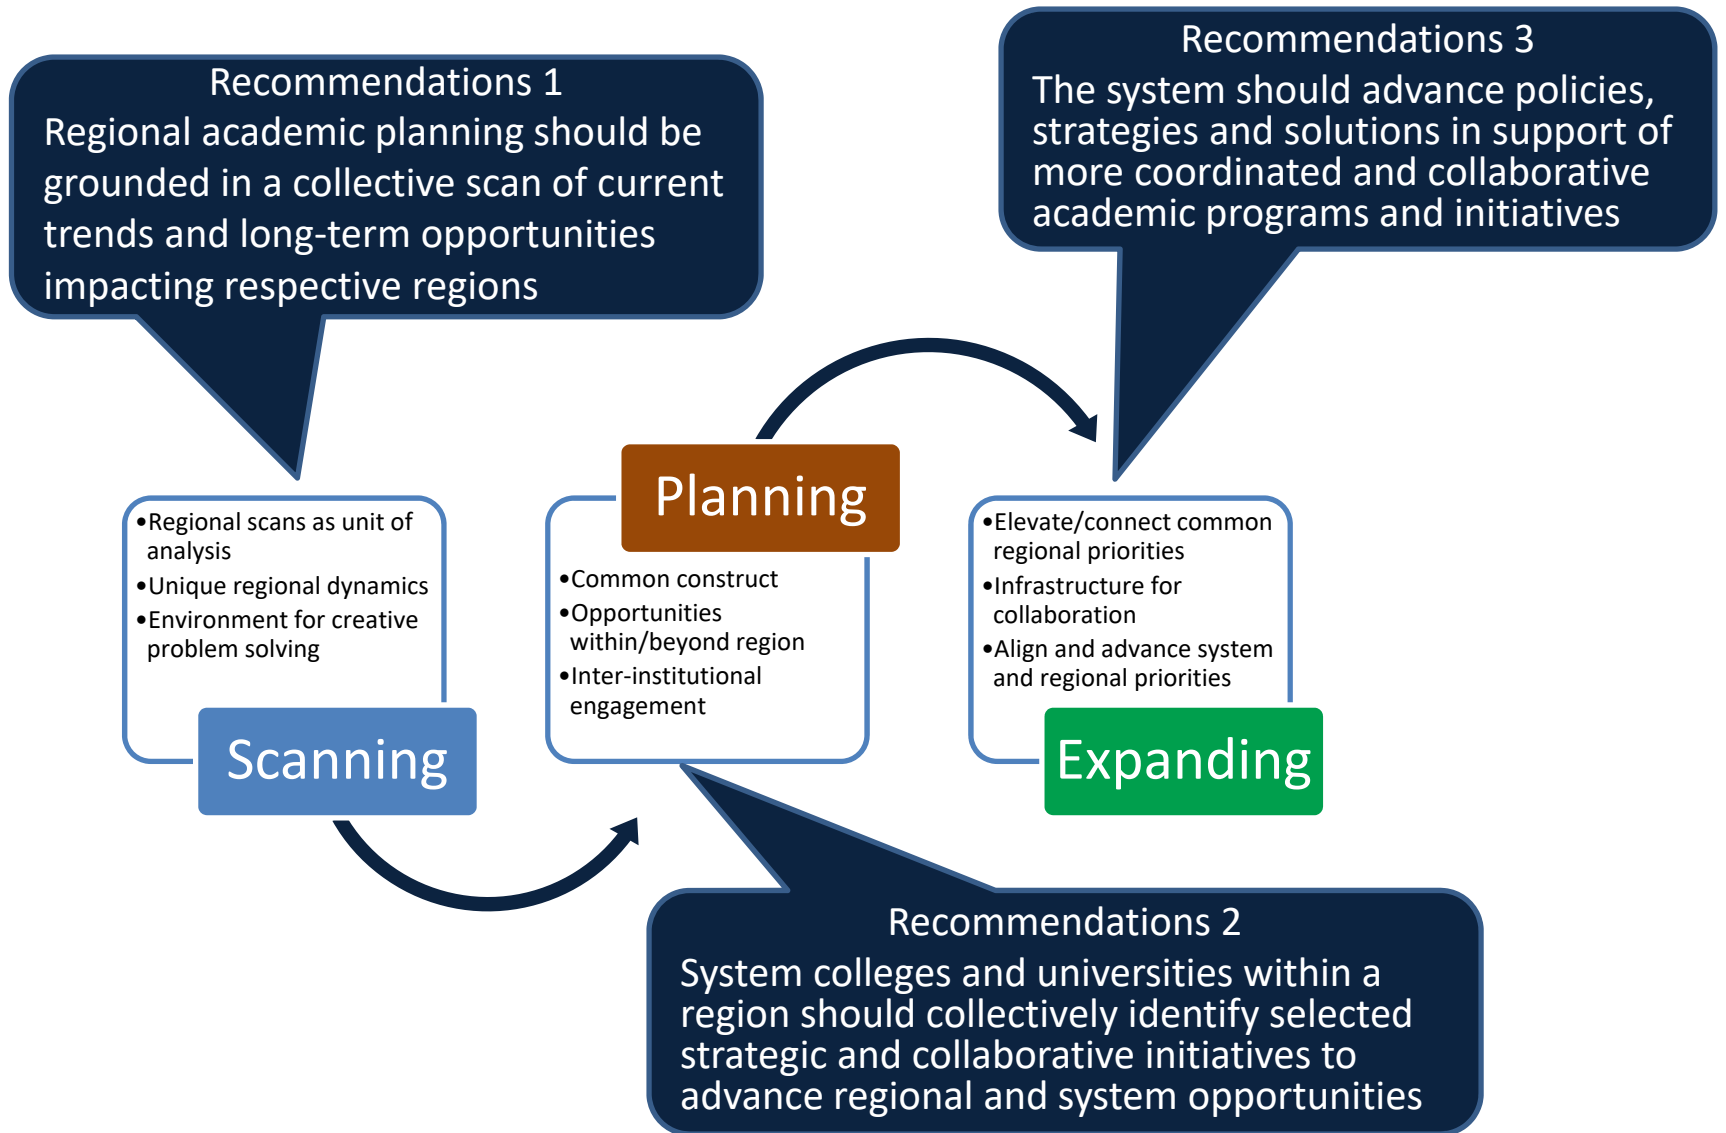 Recommendations 1
Regional academic planning should be
grounded in a collective scan of current
trends and long-term opportunities
impacting respective regions
Recommendations 3
The system should advance policies,
strategies and solutions in support of
more coordinated and collaborative
academic programs and initiatives
•Regional scans as unit of
analysis
•Unique regional dynamics
•Environment for creative
problem solving
Scanning
Planning
•Common construct
•Opportunities
within/beyond region
•Inter-institutional
engagement
•Elevate/connect common
regional priorities
•Infrastructure for
collaboration
•Align and advance system
and regional priorities
Expanding
Recommendations 2
System colleges and universities within a
region should collectively identify selected
strategic and collaborative initiatives to
advance regional and system opportunities